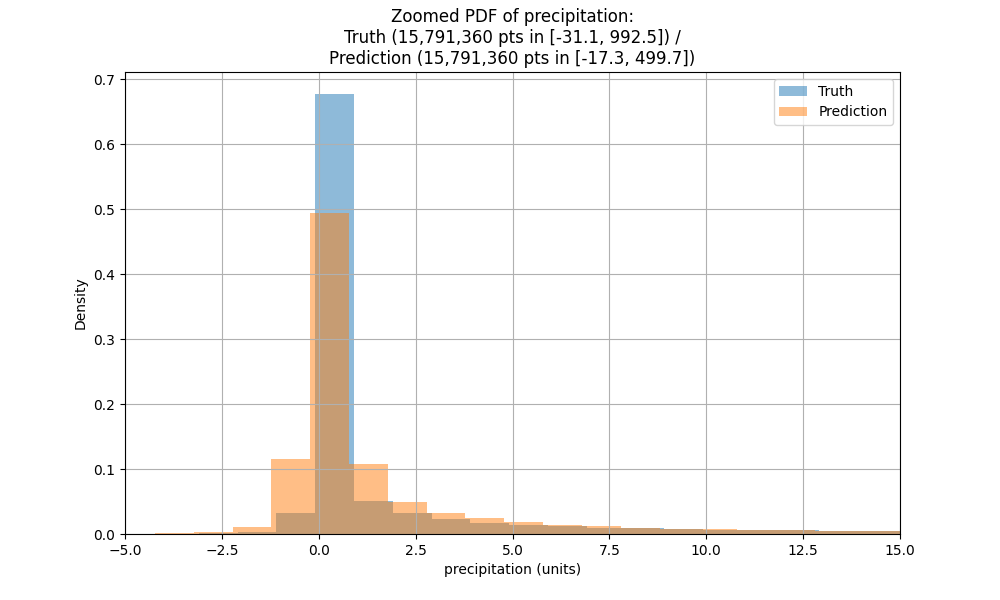 Zoomed PDF of precipitation:
Truth (15,791,360 pts in [-31.1, 992.5]) /
Prediction (15,791,360 pts in [-17.3, 499.7])
Truth
Prediction
0.7
0.6
0.5
0.4
0.3
0.2
0.1
0.0
Density
−5.0 −2.5 0.0 2.5 5.0 7.5 10.0 12.5 15.0
precipitation (units)